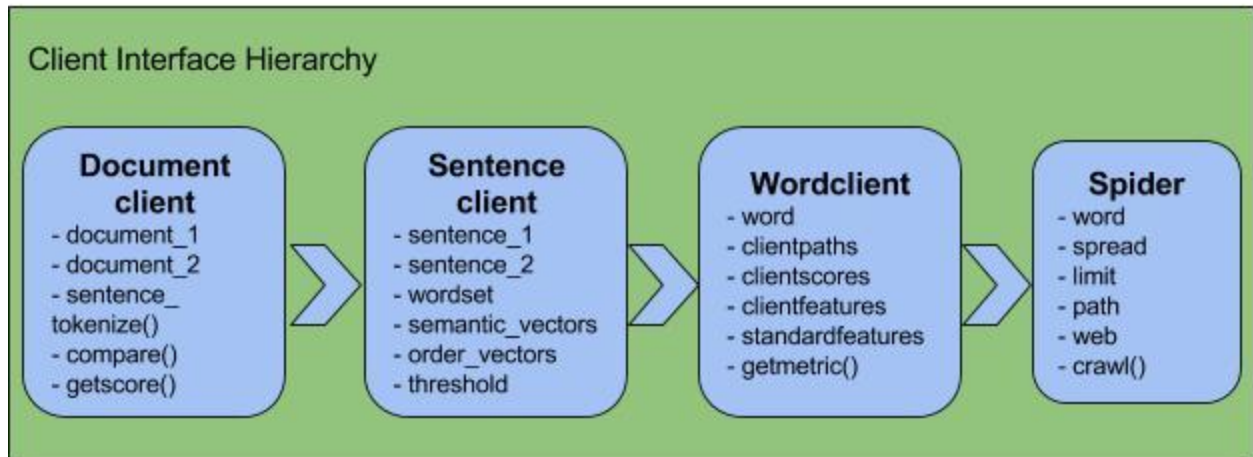 Client Interface Hierarchy
Document
client
- document_1
- document_2
- sentence_
tokenize()
- compare()
- getscore()
Sentence
client
- sentence_1
- sentence_2
- wordset
- semantic_vectors
- order_vectors
- threshold
Wordclient
- word
- clientpaths
- clientscores
- clientfeatures
- standardfeatures
- getmetric()
Spider
- word
- spread
- limit
- path
- web
- crawl()